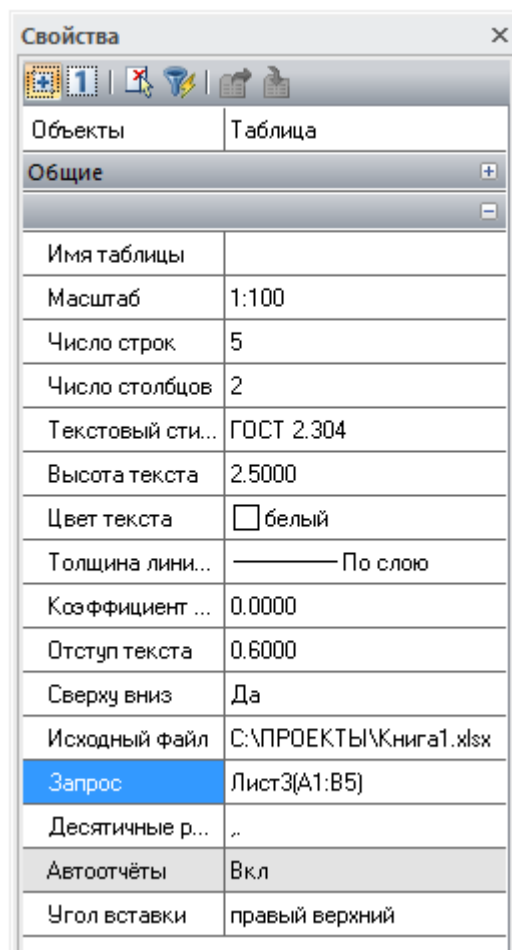 Свойства
1
Объекты Таблица
Общие
Имя таблицы
Масштаб 1:100
Число строк 5
Число столбцов 2
Текстовый сти... ГОСТ 2.304
Высота текста 2.5000
Цвет текста белый
Толщина лини... По слою
Коэффициент ... 0.0000
Отступ текста 0.6000
Сверху вниз Да
Исходный файл C:\ПРОЕКТЫ\Книга1.xlsx
Запрос Лист3(A1:B5)
Десятичные р... ,.
Автоотчёты Вкл
Угол вставки правый верхний